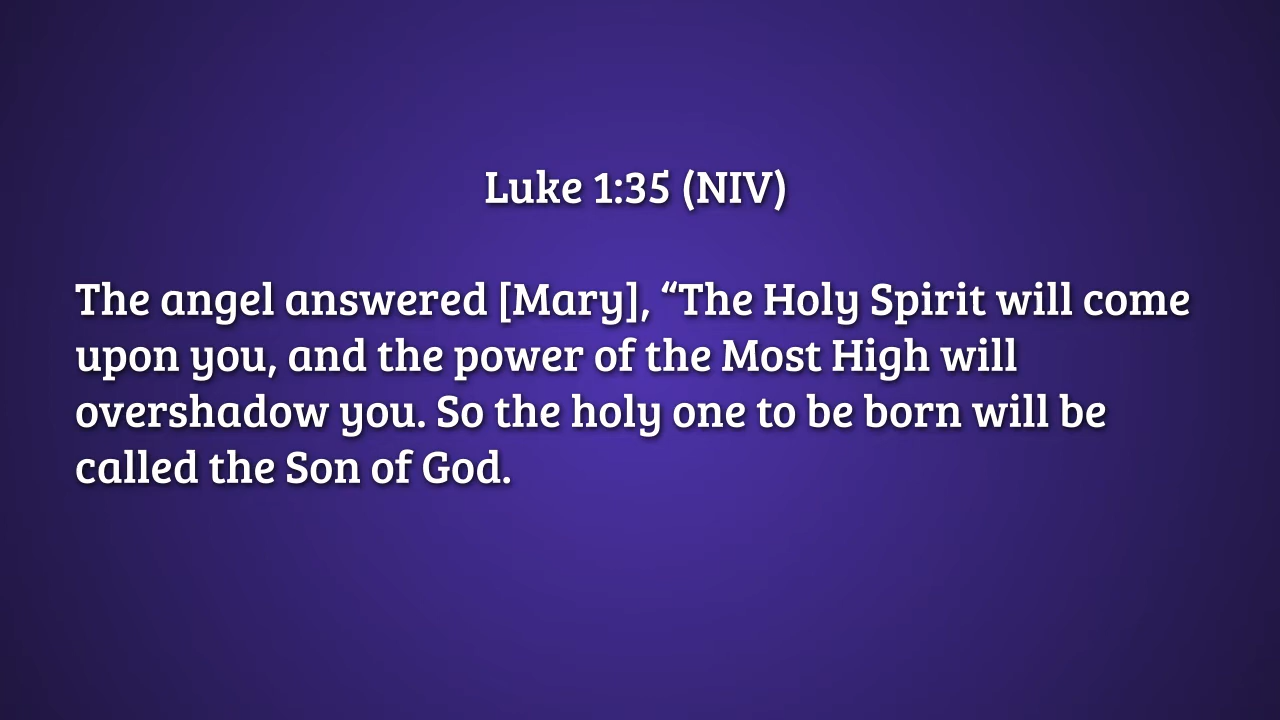 Luke 1:35 (NIV)
The angel answered [Mary], “The Holy Spirit will come
upon you, and the power of the Most High will
overshadow you. So the holy one to be born will be
called the Son of God.